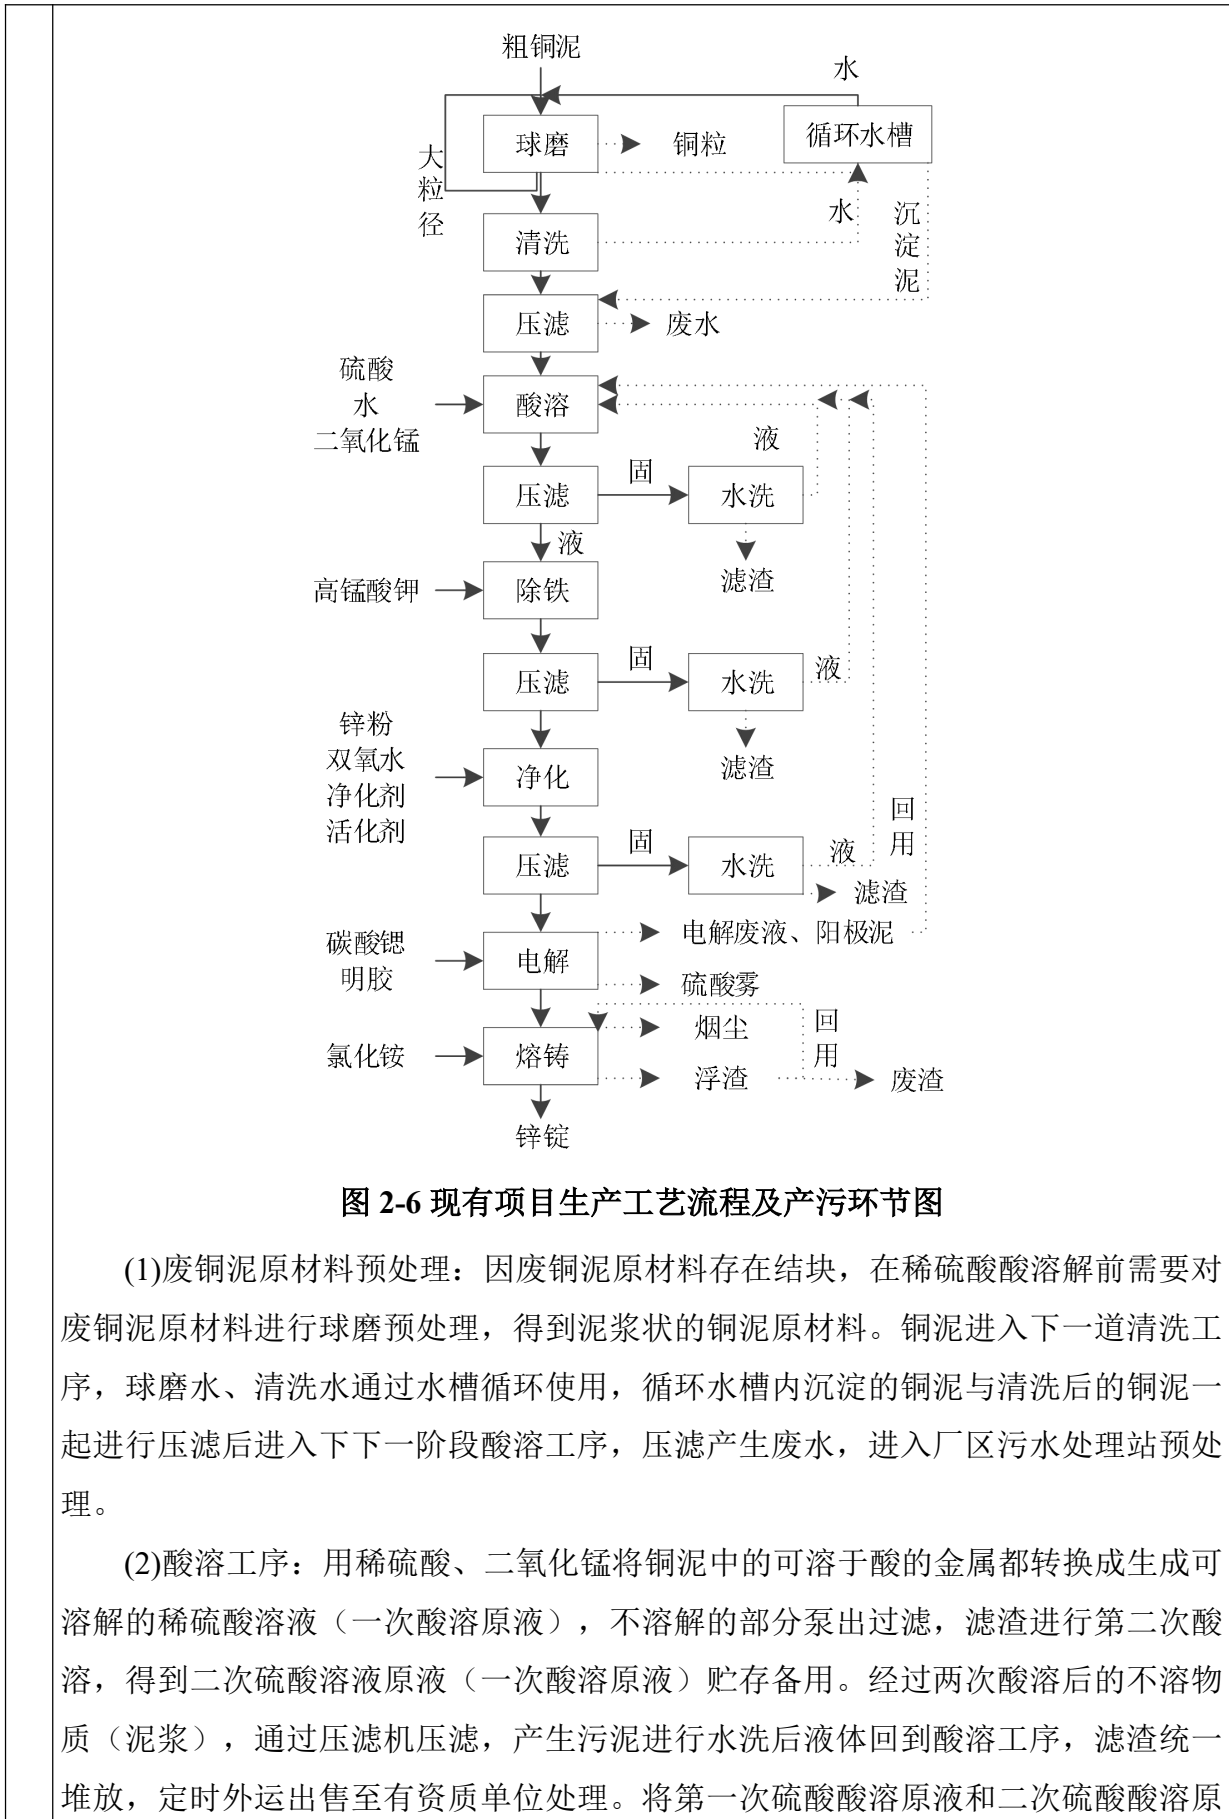 粗铜泥
水
球磨
铜粒
循环水槽
大
粒
径
水
沉
淀
泥
清洗
压滤
废水
硫酸
水
二氧化锰
酸溶
液
压滤
固
水洗
液
滤渣
高锰酸钾
除铁
压滤
固
水洗
液
滤渣
锌粉
双氧水
净化剂
活化剂
净化
回
用
压滤
固
水洗
液
滤渣
碳酸锶
明胶
电解
电解废液、阳极泥
硫酸雾
氯化铵
熔铸
烟尘
回
用
浮渣
废渣
锌锭
图 2-6 现有项目生产工艺流程及产污环节图
(1)废铜泥原材料预处理：因废铜泥原材料存在结块，在稀硫酸酸溶解前需要对
废铜泥原材料进行球磨预处理，得到泥浆状的铜泥原材料。铜泥进入下一道清洗工
序，球磨水、清洗水通过水槽循环使用，循环水槽内沉淀的铜泥与清洗后的铜泥一
起进行压滤后进入下下一阶段酸溶工序，压滤产生废水，进入厂区污水处理站预处
理。
(2)酸溶工序：用稀硫酸、二氧化锰将铜泥中的可溶于酸的金属都转换成生成可
溶解的稀硫酸溶液（一次酸溶原液），不溶解的部分泵出过滤，滤渣进行第二次酸
溶，得到二次硫酸溶液原液（一次酸溶原液）贮存备用。经过两次酸溶后的不溶物
质（泥浆），通过压滤机压滤，产生污泥进行水洗后液体回到酸溶工序，滤渣统一
堆放，定时外运出售至有资质单位处理。将第一次硫酸酸溶原液和二次硫酸酸溶原